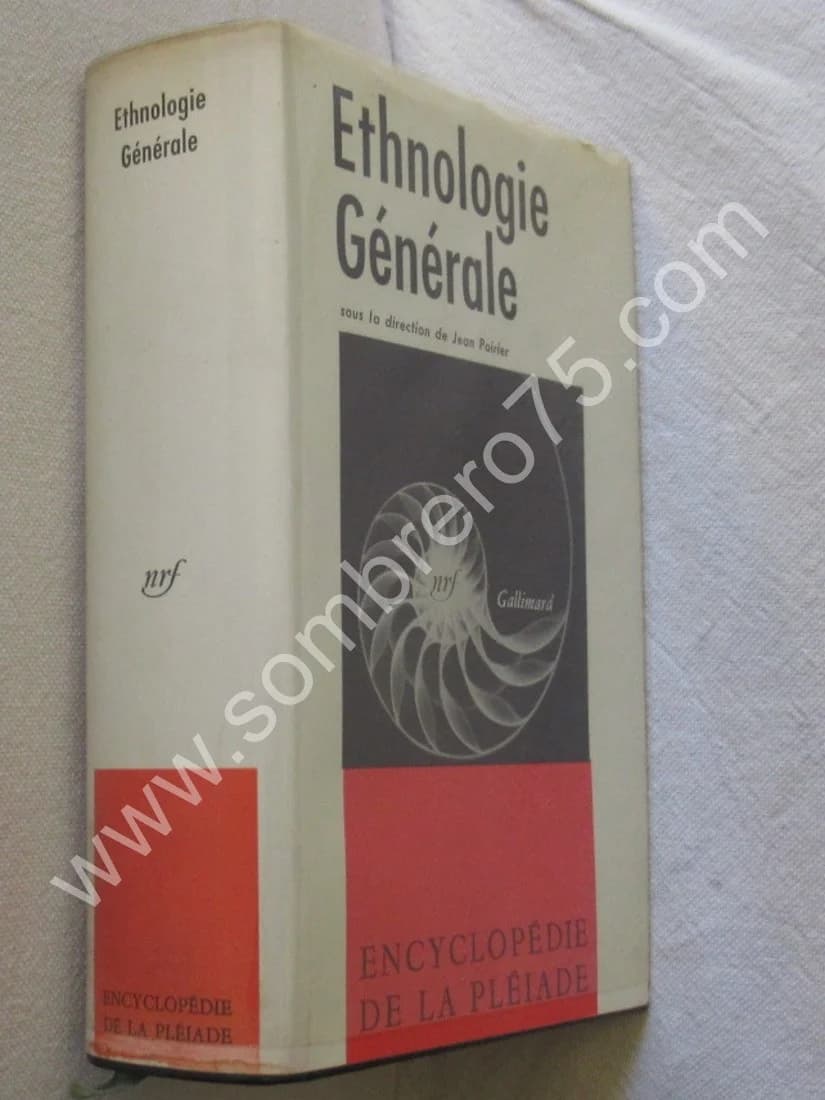 Ethnologie
Générale
nrf
ENCYCLOPÉDIE
DE LA PLÉIADE
Ethnologie
Générale
sous la direction de Jean Poirier
nrf
Gallimard
ENCYCLOPÉDIE
DE LA PLÉIADE
www.sombrero75.com